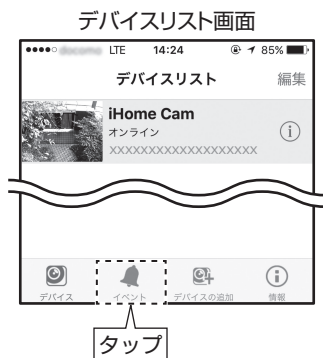 デバイスリスト画面
LTE 14:24 85%
デバイスリスト 編集
iHome Cam
オンライン
XXXXXXXXXXXXXXXXXXX
デバイス イベント デバイスの追加 情報
タップ